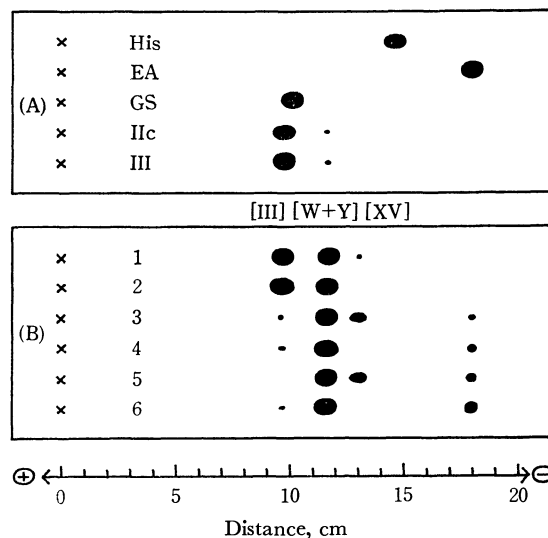 × His
× EA
(A) × GS
× IIc
× III
[III] [W+Y] [XV]
× 1
× 2
× 3
(B) × 4
× 5
× 6
⊕ ⊖
0 5 10 15 20
Distance, cm